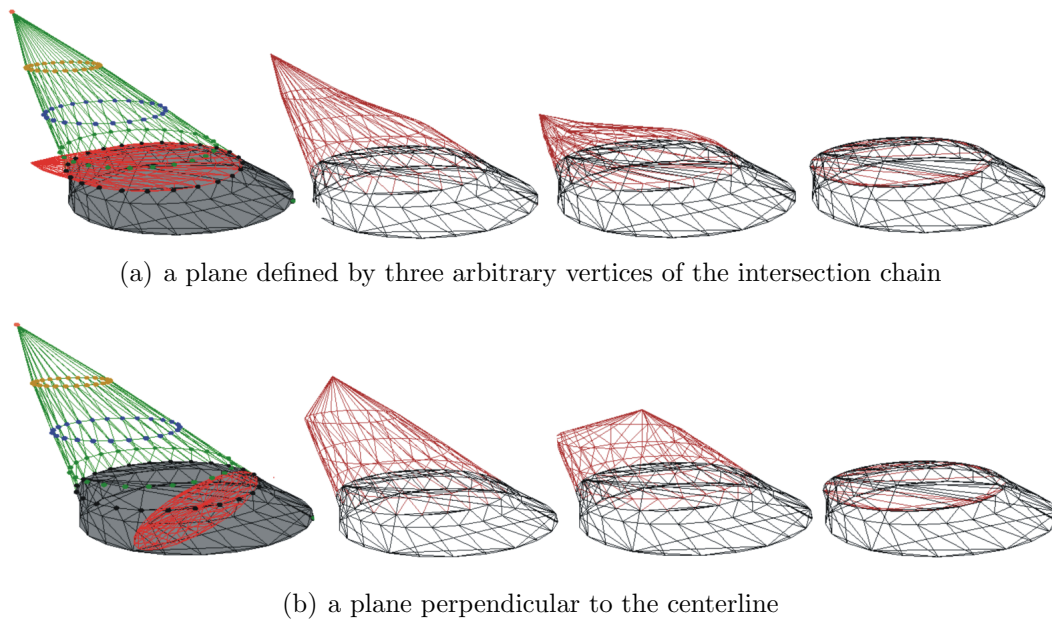 (a) a plane defined by three arbitrary vertices of the intersection chain
(b) a plane perpendicular to the centerline